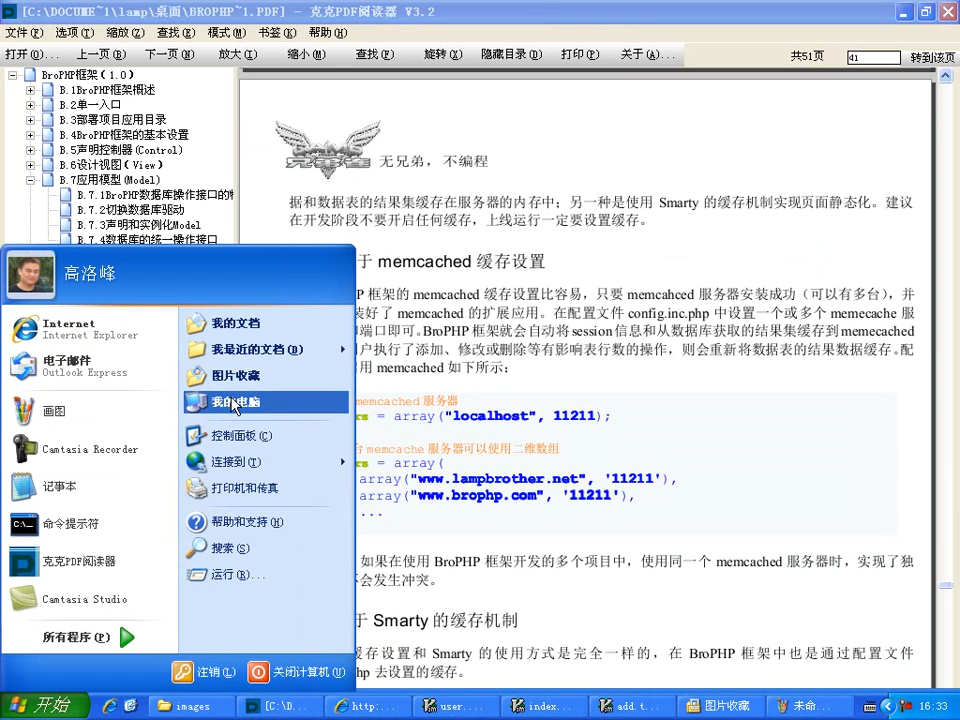 [C:\DOCUME~1\lamp\桌面\BROPHP~1.PDF] - 克克PDF阅读器 V3.2
文件(F) 选项(T) 缩放(Z) 查找(F) 模式(M) 书签(K) 帮助(H)
打开(O)... 上一页(B) 下一页(N) 放大(I) 缩小(M) 查找(F) 旋转(Z) 隐藏目录(D) 打印(P) 关于(A)... 共51页 41 转到该页
BroPHP框架(1.0)
B.1BroPHP框架概述
B.2单一入口
B.3部署项目应用目录
B.4BroPHP框架的基本设置
B.5声明控制器(Control)
B.6设计视图(View)
B.7应用模型(Model)
B.7.1BroPHP数据库操作接口的特
B.7.2切换数据库驱动
B.7.3声明和实例化Model
B.7.4数据库的统一操作接口
无兄弟，不编程
据和数据表的结果集缓存在服务器的内存中；另一种是使用 Smarty 的缓存机制实现页面静态化。建议
在开发阶段不要开启任何缓存，上线运行一定要设置缓存。
于 memcached 缓存设置
P 框架的 memcached 缓存设置比容易，只要 memcahced 服务器安装成功（可以有多台），并
装好了 memcached 的扩展应用。在配置文件 config.inc.php 中设置一个或多个 memecache 服
和端口即可。BroPHP 框架就会自动将 session 信息和从数据库获取的结果集缓存到 memecached
户执行了添加、修改或删除等有影响表行数的操作，则会重新将数据表的结果数据缓存。配
用 memcached 如下所示：
memcached 服务器
rs = array("localhost", 11211);
台 memcache 服务器可以使用二维数组
rs = array(
array("www.lampbrother.net", '11211'),
array("www.brophp.com", '11211'),
...
如果在使用 BroPHP 框架开发的多个项目中，使用同一个 memcached 服务器时，实现了独
不会发生冲突。
于 Smarty 的缓存机制
缓存设置和 Smarty 的使用方式是完全一样的，在 BroPHP 框架中也是通过配置文件
hp 去设置的缓存。
高洛峰
Internet
Internet Explorer
电子邮件
Outlook Express
画图
Camtasia Recorder
记事本
命令提示符
克克PDF阅读器
Camtasia Studio
所有程序(P)
我的文档
我最近的文档(D)
图片收藏
我的电脑
控制面板(C)
连接到(T)
打印机和传真
帮助和支持(H)
搜索(S)
运行(R)...
注销(L) 关闭计算机(U)
开始 images [C:\D... http:... user.... index... add.t... 图片收藏 未命... 16:33